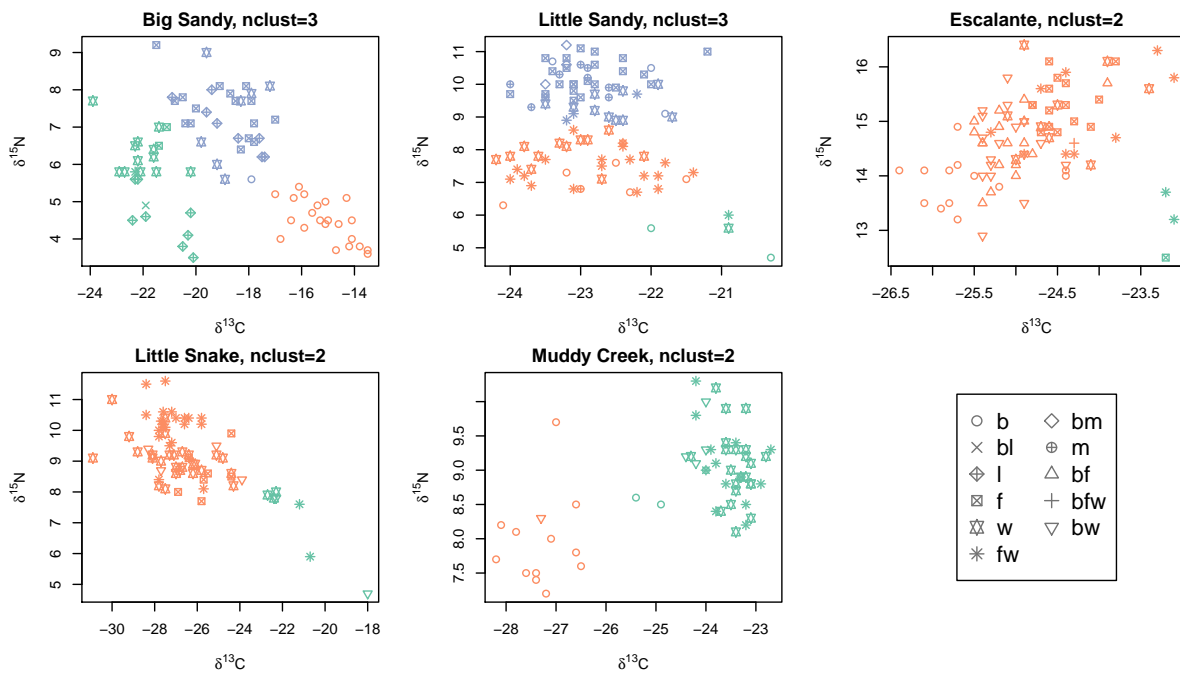 Big Sandy, nclust=3
δ15N
9
8
7
6
5
4
−24 −22 −20 −18 −16 −14
δ13C
Little Sandy, nclust=3
δ15N
11
10
9
8
7
6
5
−24 −23 −22 −21
δ13C
Escalante, nclust=2
δ15N
16
15
14
13
−26.5 −25.5 −24.5 −23.5
δ13C
Little Snake, nclust=2
δ15N
11
10
9
8
7
6
5
−30 −28 −26 −24 −22 −20 −18
δ13C
Muddy Creek, nclust=2
δ15N
9.5
9.0
8.5
8.0
7.5
−28 −27 −26 −25 −24 −23
δ13C
b
bl
l
f
w
fw
bm
m
bf
bfw
bw